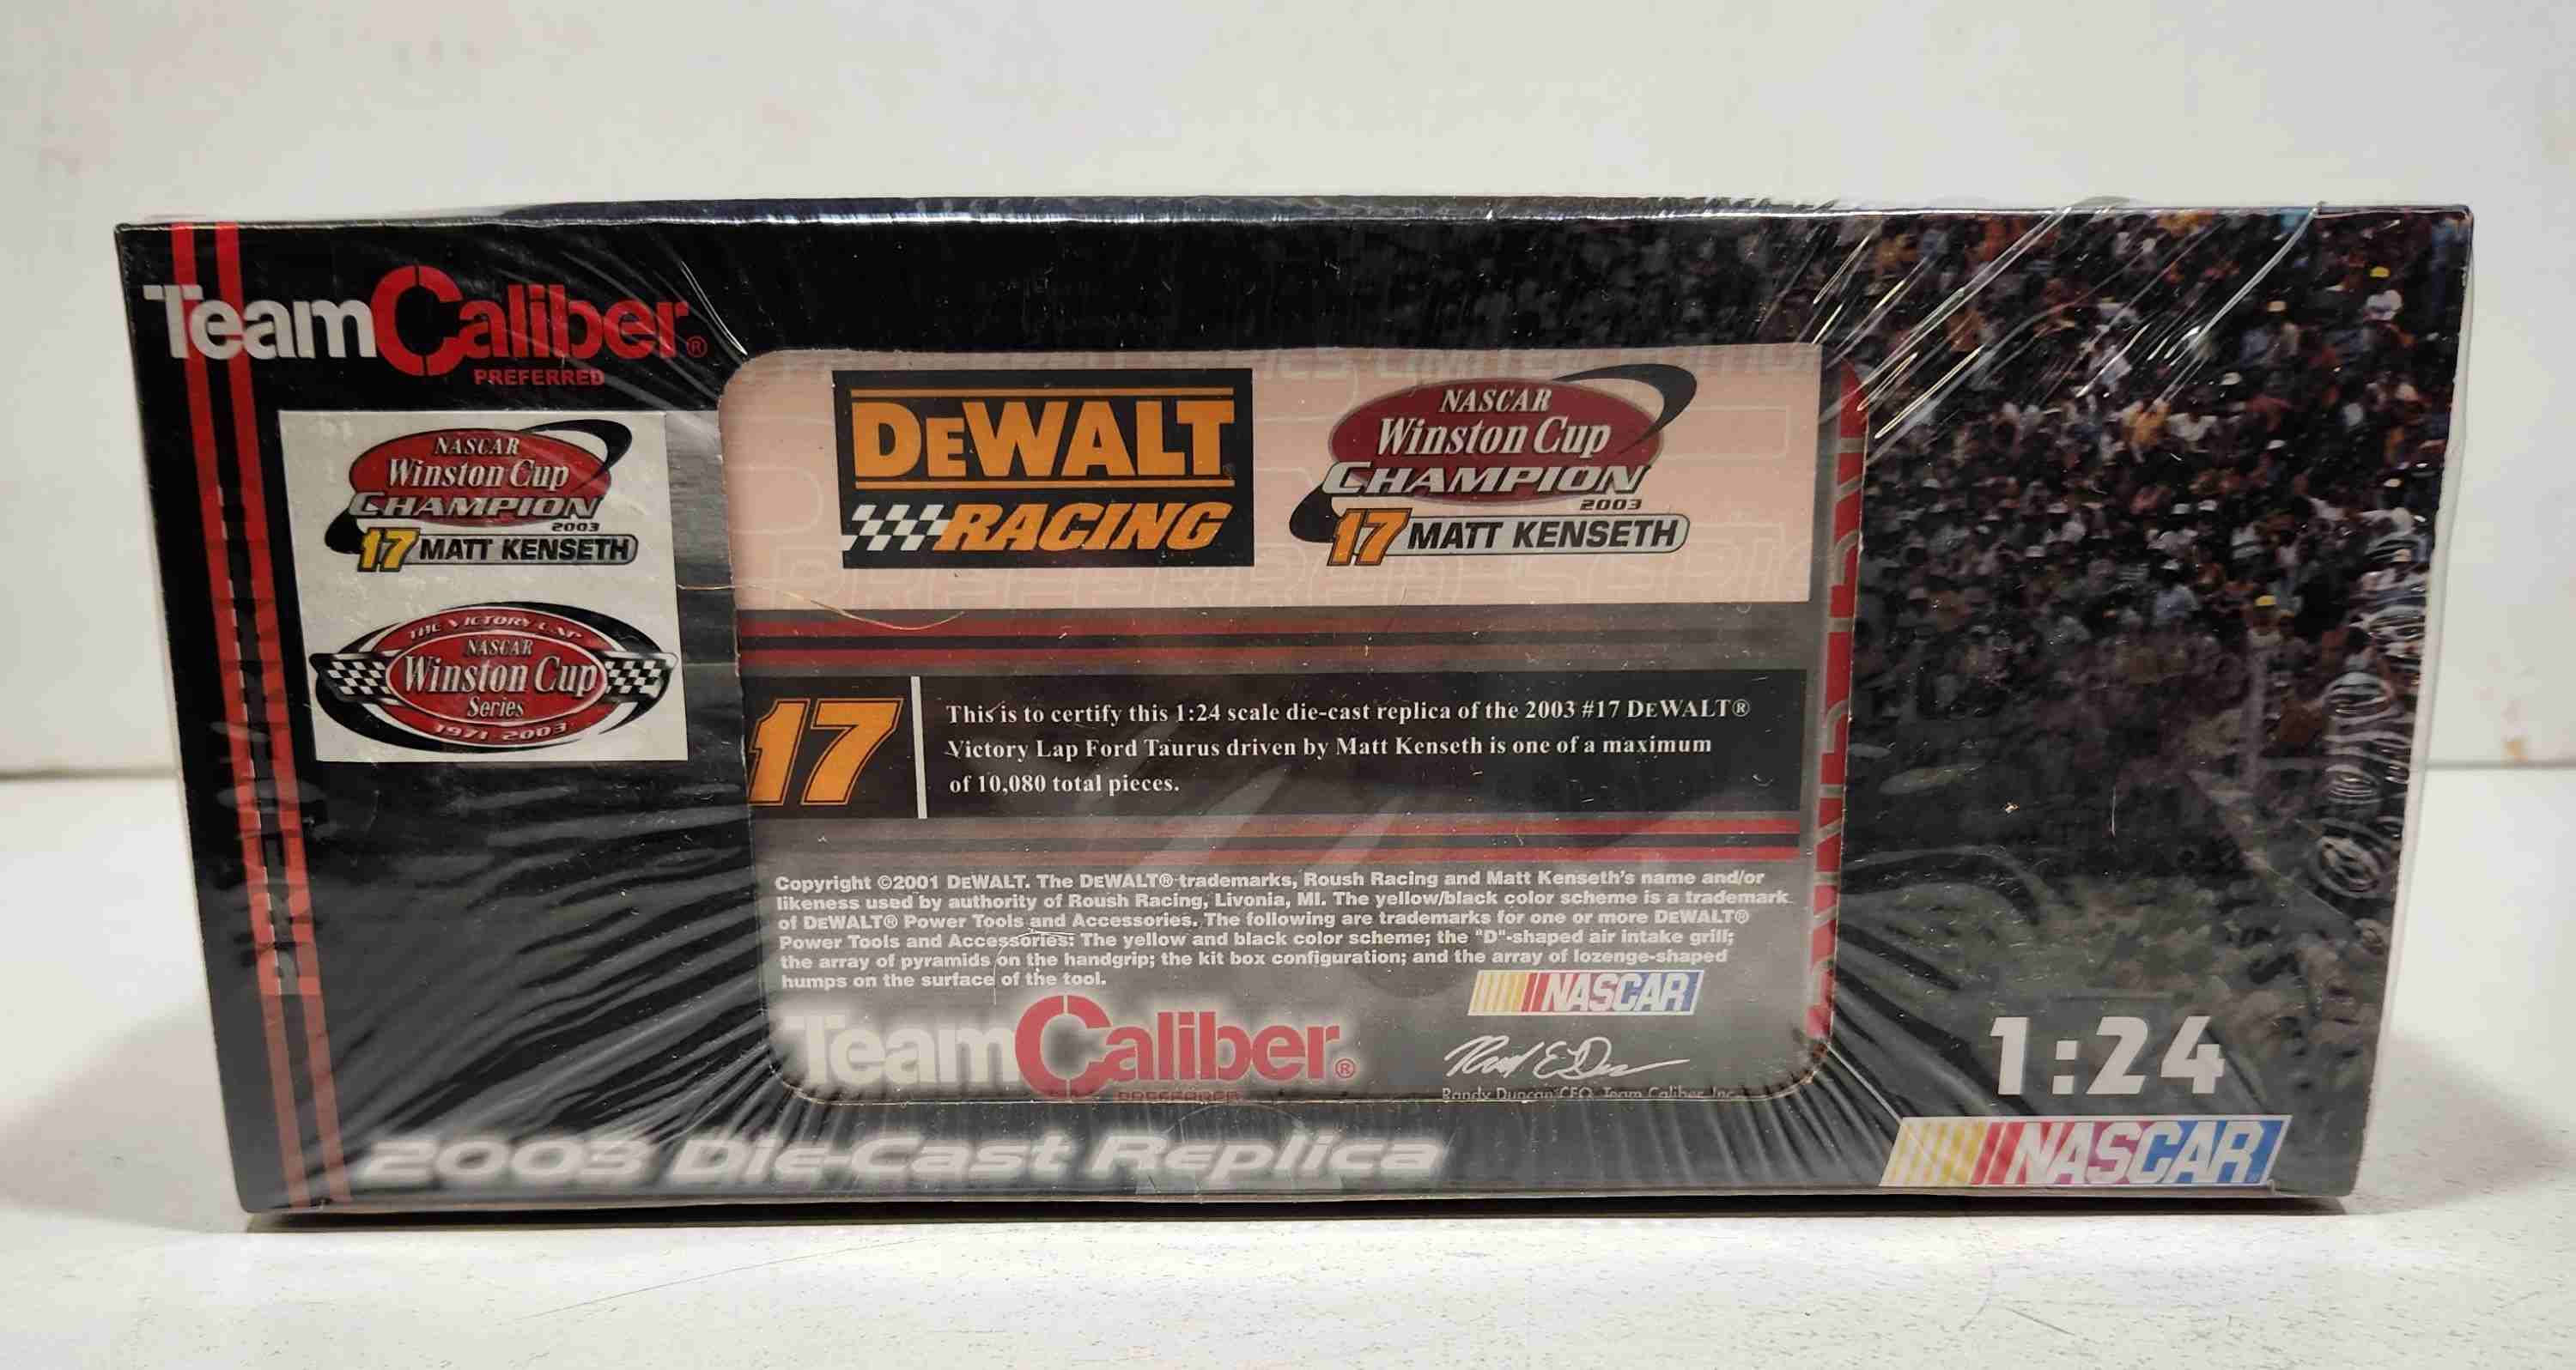 TeamCaliber®
PREFERRED
NASCAR
Winston Cup
CHAMPION
2003
17 MATT KENSETH
THE VICTORY LAP
NASCAR
Winston Cup
Series
1971 2003
DEWALT
RACING
NASCAR
Winston Cup
CHAMPION
2003
17 MATT KENSETH
17
This is to certify this 1:24 scale die-cast replica of the 2003 #17 DEWALT®
Victory Lap Ford Taurus driven by Matt Kenseth is one of a maximum
of 10,080 total pieces.
Copyright ©2001 DEWALT. The DEWALT® trademarks, Roush Racing and Matt Kenseth's name and/or
likeness used by authority of Roush Racing, Livonia, MI. The yellow/black color scheme is a trademark
of DEWALT® Power Tools and Accessories. The following are trademarks for one or more DEWALT®
Power Tools and Accessories: The yellow and black color scheme; the "D"-shaped air intake grill;
the array of pyramids on the handgrip; the kit box configuration; and the array of lozenge-shaped
humps on the surface of the tool.
NASCAR
TeamCaliber®
PREFERRED
Randy Duncan CEO, Team Caliber Inc
2003 Die-Cast Replica
1:24
NASCAR